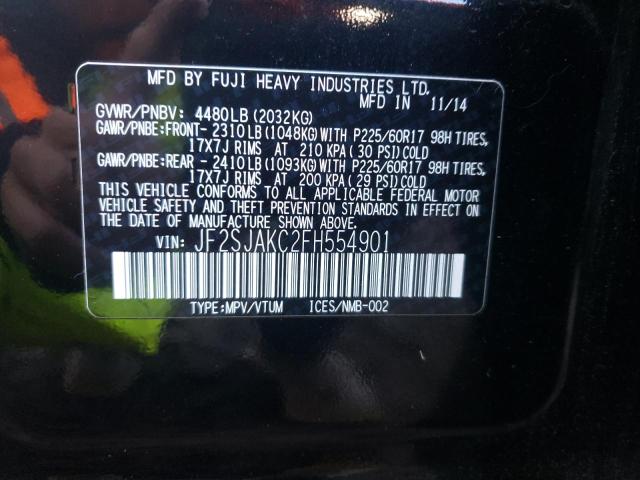 MFD BY FUJI HEAVY INDUSTRIES LTD.
MFD IN 11/14
GVWR/PNBV: 4480LB(2032KG)
GAWR/PNBE:FRONT- 2310LB(1048KG)WITH P225/60R17 98H TIRES,
17X7J RIMS AT 210 KPA( 30 PSI)COLD
GAWR/PNBE:REAR - 2410LB(1093KG)WITH P225/60R17 98H TIRES,
17X7J RIMS AT 200 KPA( 29 PSI)COLD
THIS VEHICLE CONFORMS TO ALL APPLICABLE FEDERAL MOTOR
VEHICLE SAFETY AND THEFT PREVENTION STANDARDS IN EFFECT ON
THE DATE OF MANUFACTURE SHOWN ABOVE.
VIN: JF2SJAKC2FH554901
TYPE:MPV/VTUM ICES/NMB-002